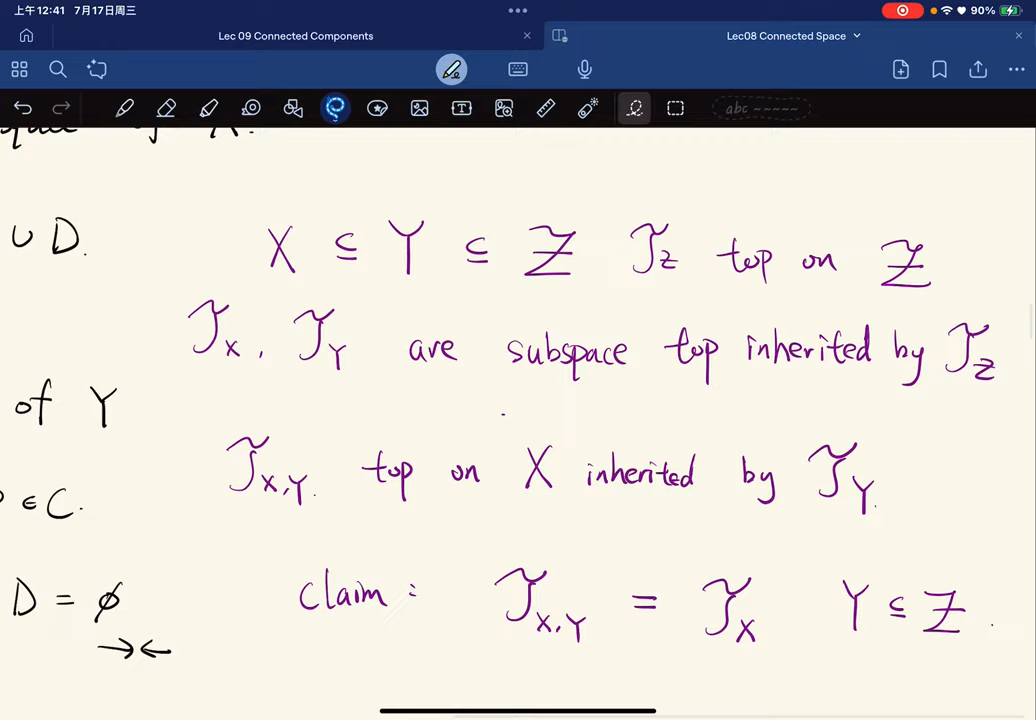 上午12:41 7月17日周三
90%
Lec 09 Connected Components
Lec08 Connected Space
abc
∪ D.
X ⊆ Y ⊆ Z 𝒯_Z top on Z
𝒯_X, 𝒯_Y are subspace top inherited by 𝒯_Z
of Y
𝒯_{X,Y} top on X inherited by 𝒯_Y.
∈ C.
D = ∅
claim: 𝒯_{X,Y} = 𝒯_X Y ⊆ Z.
→←